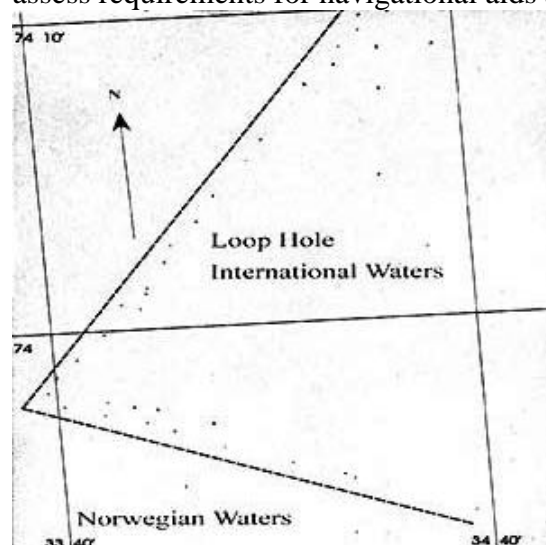 assess requirements for navigational aids
74 10'
N
Loop Hole
International Waters
74
Norwegian Waters
33 40'
34 40'